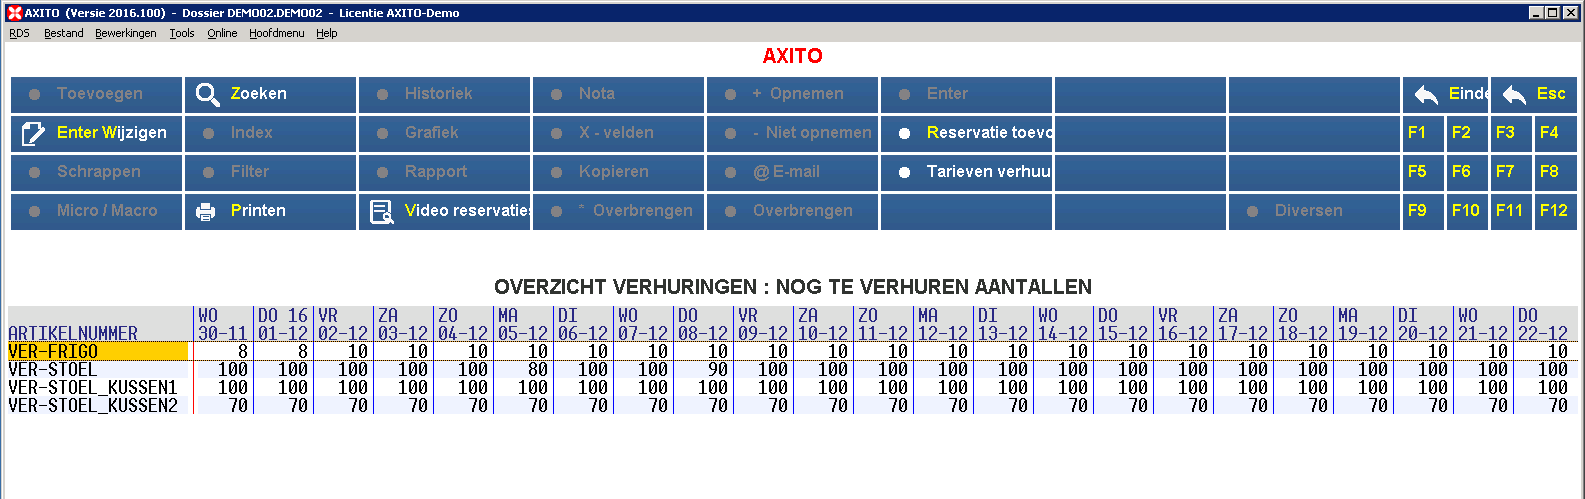 AXITO (Versie 2016.100) - Dossier DEMO02.DEMO02 - Licentie AXITO-Demo
RDS Bestand Bewerkingen Tools Online Hoofdmenu Help
AXITO
Toevoegen Zoeken Historiek Nota + Opnemen Enter Einde Esc
Enter Wijzigen Index Grafiek X - velden - Niet opnemen Reservatie toevo F1 F2 F3 F4
Schrappen Filter Rapport Kopieren @ E-mail Tarieven verhuu F5 F6 F7 F8
Micro / Macro Printen Video reservaties * Overbrengen Overbrengen Diversen F9 F10 F11 F12
OVERZICHT VERHURINGEN : NOG TE VERHUREN AANTALLEN
WO DO 16 VR ZA ZO MA DI WO DO VR ZA ZO MA DI WO DO VR ZA ZO MA DI WO DO
ARTIKELNUMMER 30-11 01-12 02-12 03-12 04-12 05-12 06-12 07-12 08-12 09-12 10-12 11-12 12-12 13-12 14-12 15-12 16-12 17-12 18-12 19-12 20-12 21-12 22-12
VER-FRIGO 8 8 10 10 10 10 10 10 10 10 10 10 10 10 10 10 10 10 10 10 10 10 10
VER-STOEL 100 100 100 100 100 80 100 100 90 100 100 100 100 100 100 100 100 100 100 100 100 100 100
VER-STOEL_KUSSEN1 100 100 100 100 100 100 100 100 100 100 100 100 100 100 100 100 100 100 100 100 100 100 100
VER-STOEL_KUSSEN2 70 70 70 70 70 70 70 70 70 70 70 70 70 70 70 70 70 70 70 70 70 70 70